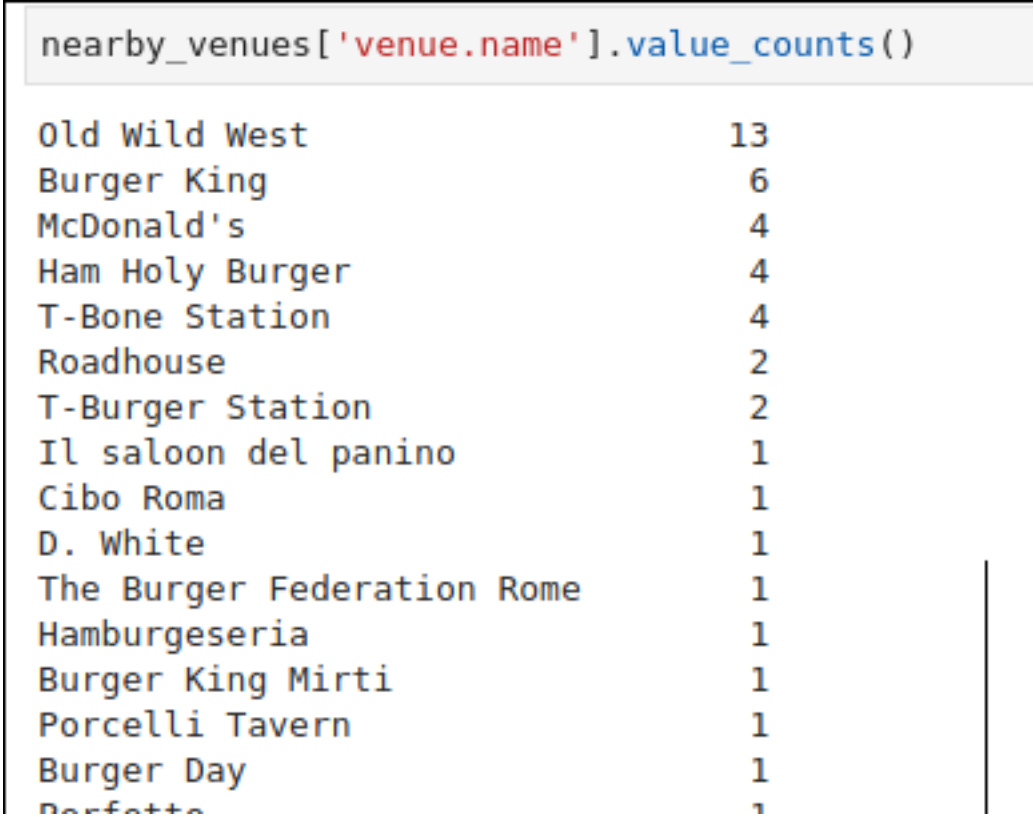 nearby_venues['venue.name'].value_counts()
Old Wild West 13
Burger King 6
McDonald's 4
Ham Holy Burger 4
T-Bone Station 4
Roadhouse 2
T-Burger Station 2
Il saloon del panino 1
Cibo Roma 1
D. White 1
The Burger Federation Rome 1
Hamburgeseria 1
Burger King Mirti 1
Porcelli Tavern 1
Burger Day 1